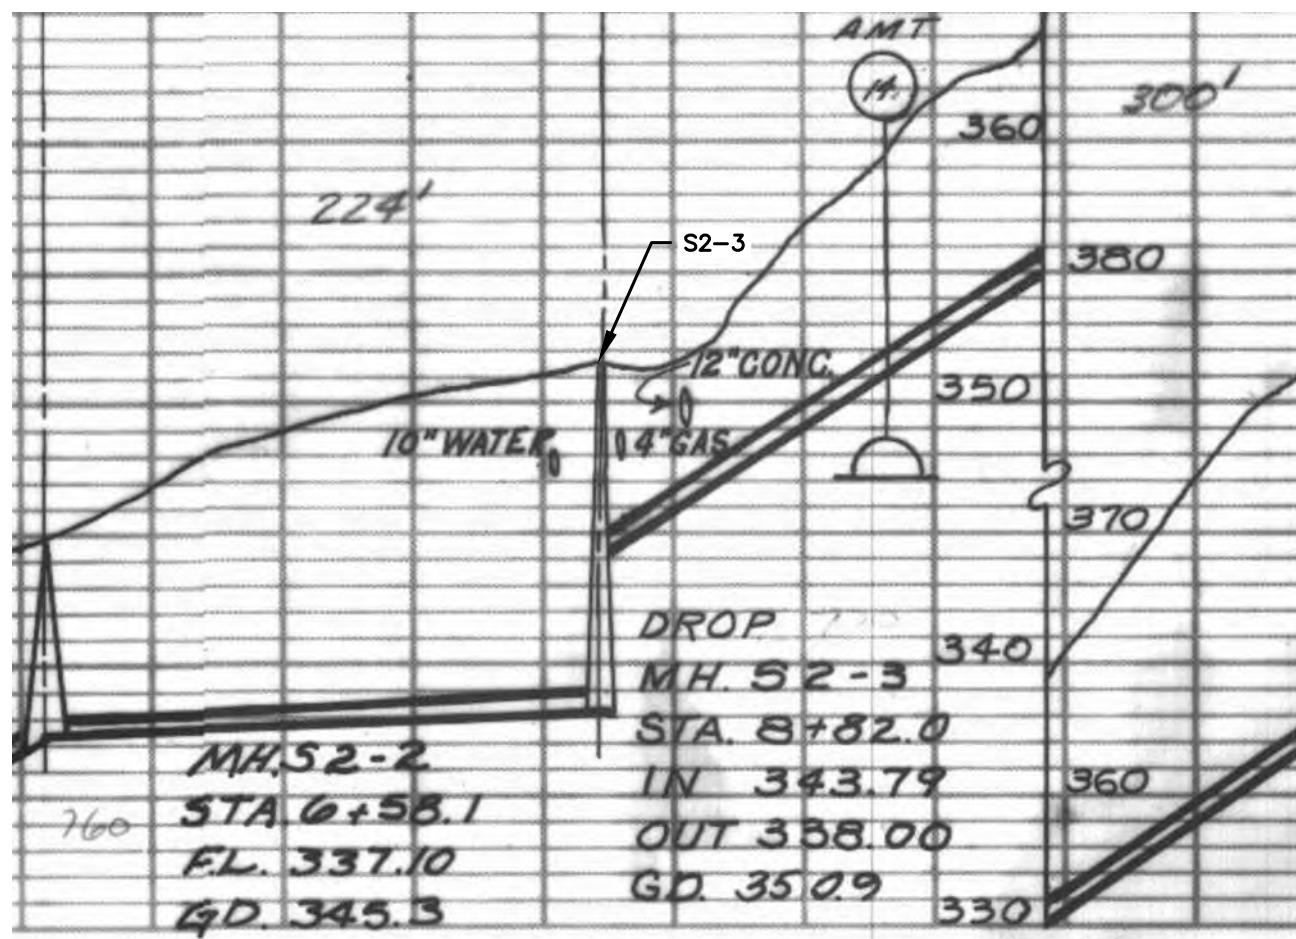 AMT
14
300'
360
224'
S2-3
380
12"CONC.
350
10"WATER
4"GAS
370
DROP
340
MH. S2-3
STA. 8+82.0
MH.S2-2
IN 343.79
360
STA. 6+58.1
760
OUT 338.00
F.L. 337.10
GD. 350.9
330
GD. 345.3